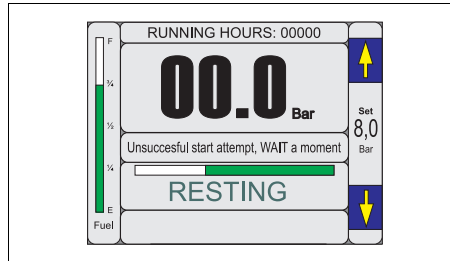 RUNNING HOURS: 00000
F
¾
½
¼
E
Fuel
00.0 Bar
Unsuccesful start attempt, WAIT a moment
RESTING
Set
8,0
Bar